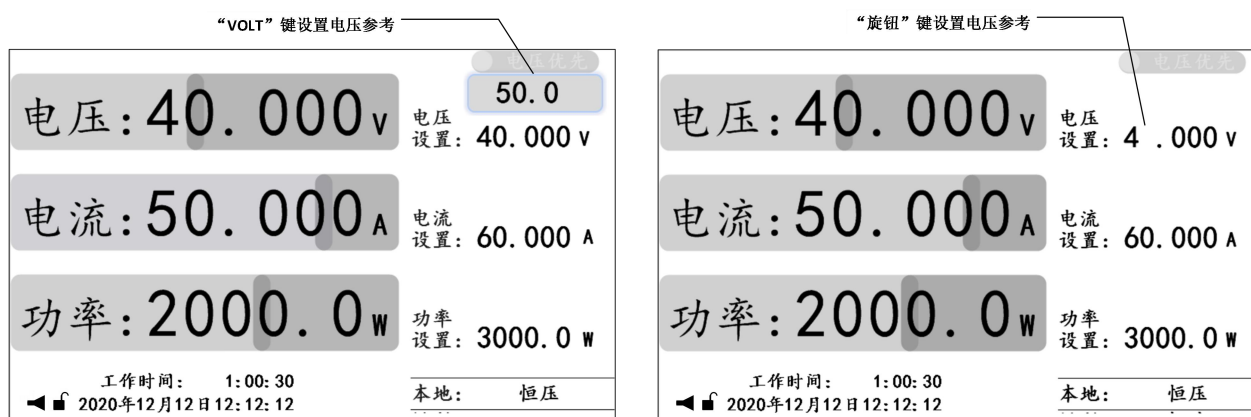 “VOLT”键设置电压参考
电压优先
50.0
电压:40.000v
电压
设置: 40.000 v
电流:50.000A
电流
设置: 60.000 A
功率:2000.0w
功率
设置: 3000.0 w
工作时间: 1:00:30
2020年12月12日12:12:12
本地: 恒压
“旋钮”键设置电压参考
电压优先
电压:40.000v
电压
设置: 4 .000 v
电流:50.000A
电流
设置: 60.000 A
功率:2000.0w
功率
设置: 3000.0 w
工作时间: 1:00:30
2020年12月12日12:12:12
本地: 恒压